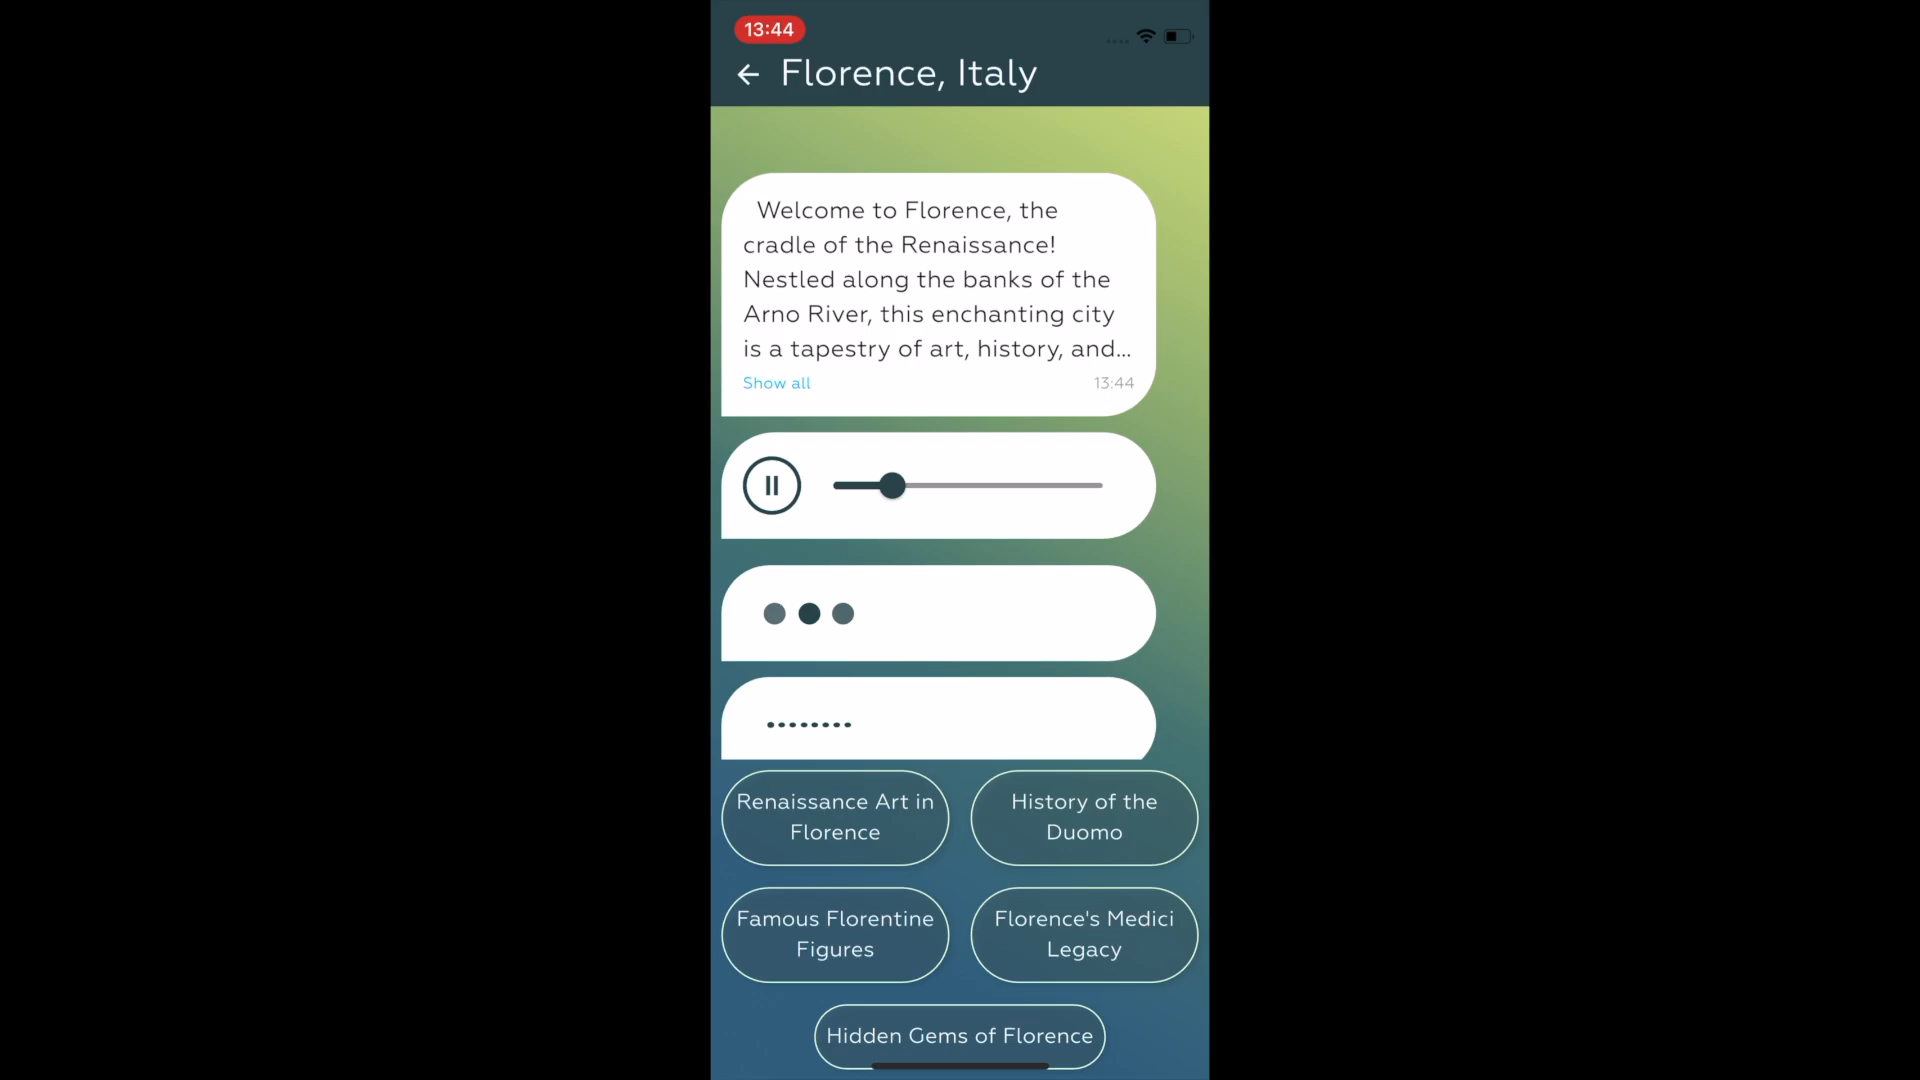 13:44
Florence, Italy
Welcome to Florence, the
cradle of the Renaissance!
Nestled along the banks of the
Arno River, this enchanting city
is a tapestry of art, history, and...
Show all
13:44
Renaissance Art in
Florence
History of the
Duomo
Famous Florentine
Figures
Florence's Medici
Legacy
Hidden Gems of Florence